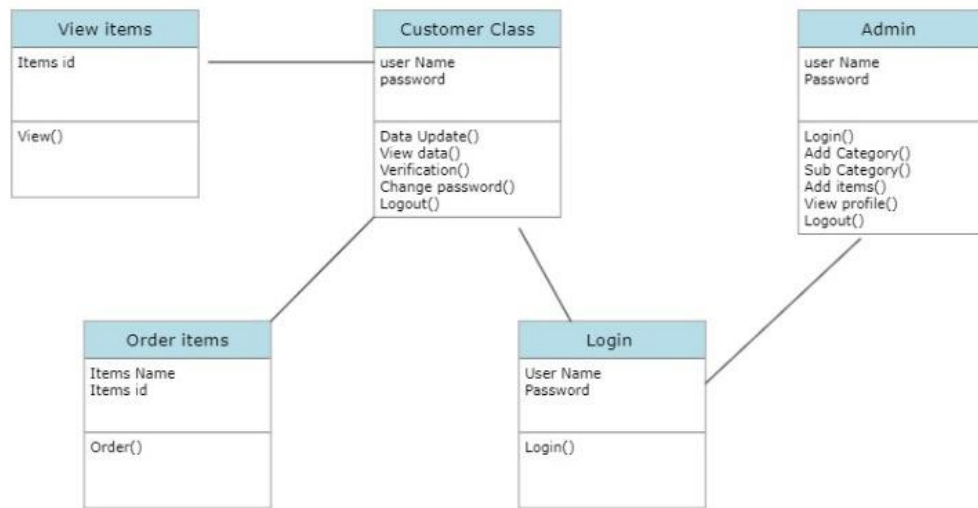 View items
Items id
View()
Customer Class
user Name
password
Data Update()
View data()
Verification()
Change password()
Logout()
Admin
user Name
Password
Login()
Add Category()
Sub Category()
Add items()
View profile()
Logout()
Order items
Items Name
Items id
Order()
Login
User Name
Password
Login()